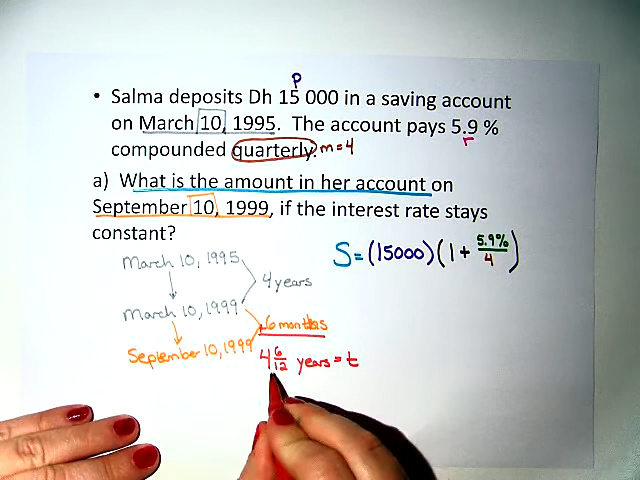 P
• Salma deposits Dh 15 000 in a saving account
on March 10, 1995. The account pays 5.9 %
r
compounded quarterly. m=4
a) What is the amount in her account on
September 10, 1999, if the interest rate stays
constant?
S=(15000)(1+5.9%/4)
March 10, 1995
4 years
March 10, 1999
6 months
September 10, 1999
4 6/12 years = t